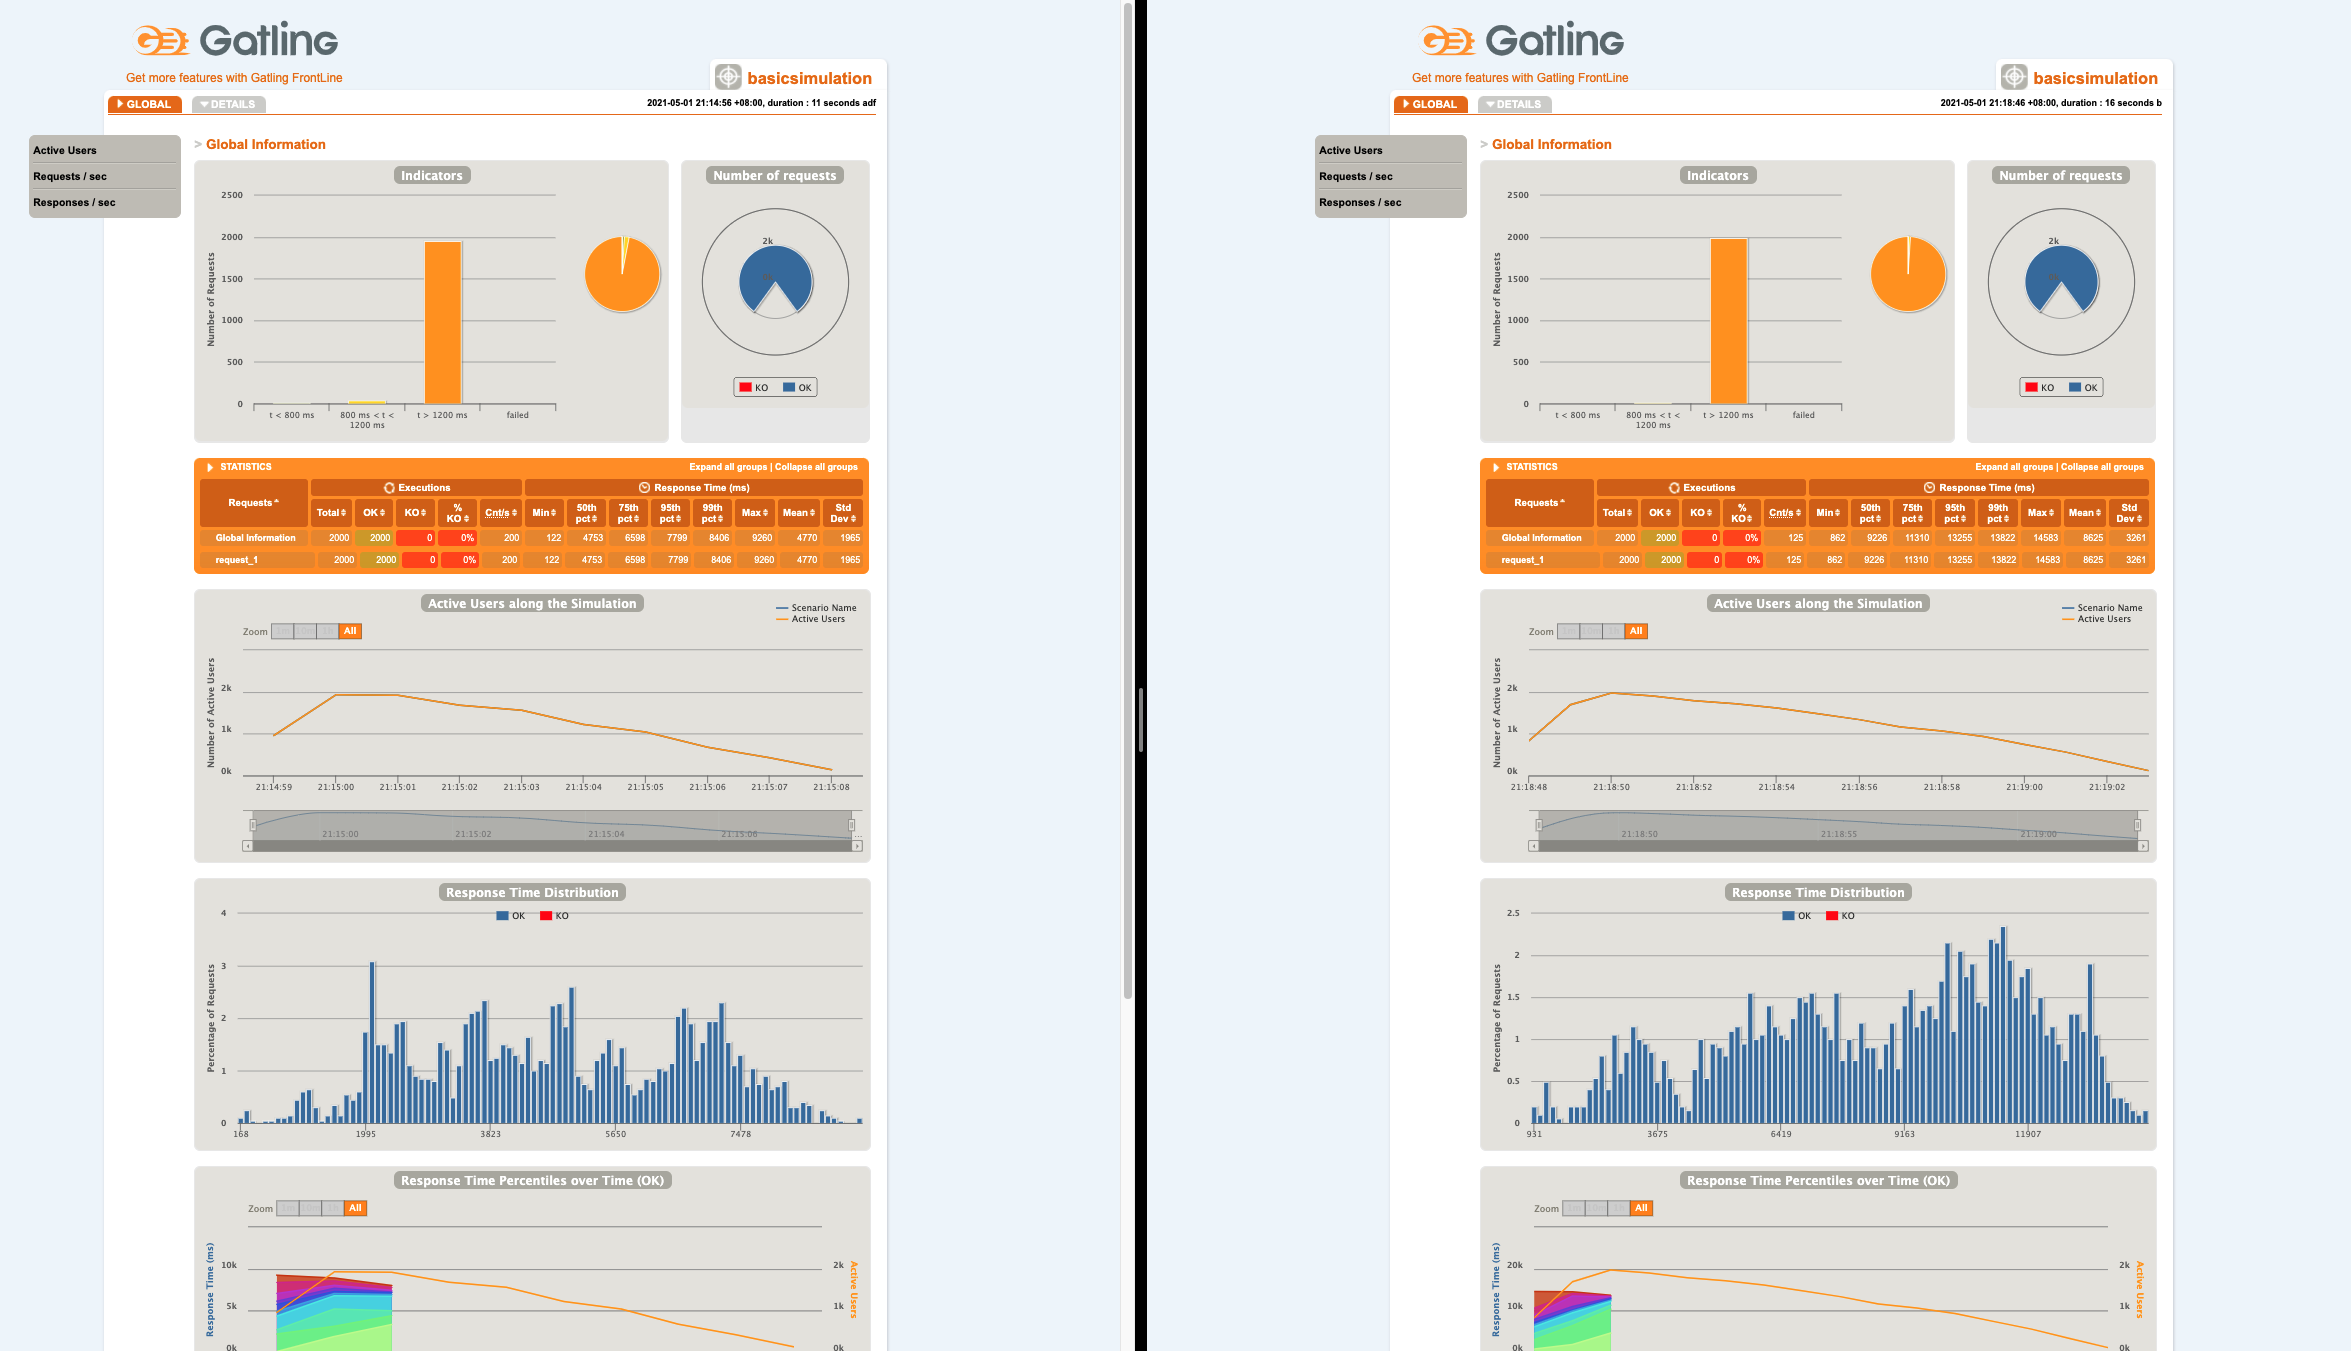 Gatling
Get more features with Gatling FrontLine
basicsimulation
GLOBAL
DETAILS
2021-05-01 21:14:56 +08:00, duration : 11 seconds adf
Active Users
Requests / sec
Responses / sec
> Global Information
Indicators
Number of Requests
2500
2000
1500
1000
500
0
t < 800 ms
800 ms < t <
1200 ms
t > 1200 ms
failed
Number of requests
2k
KO
OK
STATISTICS
Expand all groups | Collapse all groups
Requests
Executions
Response Time (ms)
Total OK KO % KO Cnt/s Min 50th pct 75th pct 95th pct 99th pct Max Mean Std Dev
Global Information 2000 2000 0 0% 200 122 4753 6598 7799 8406 9260 4770 1965
request_1 2000 2000 0 0% 200 122 4753 6598 7799 8406 9260 4770 1965
Active Users along the Simulation
Scenario Name
Active Users
Zoom
All
Number of Active Users
2k
1k
0k
21:14:59 21:15:00 21:15:01 21:15:02 21:15:03 21:15:04 21:15:05 21:15:06 21:15:07 21:15:08
21:15:00 21:15:02 21:15:04 21:15:06 ...
Response Time Distribution
OK
KO
Percentage of Requests
4
3
2
1
0
168 1995 3823 5650 7478
Response Time Percentiles over Time (OK)
Zoom
All
Response Time (ms)
10k
5k
0k
2k
1k
0k
Active Users
Gatling
Get more features with Gatling FrontLine
basicsimulation
GLOBAL
DETAILS
2021-05-01 21:18:46 +08:00, duration : 16 seconds b
Active Users
Requests / sec
Responses / sec
> Global Information
Indicators
Number of Requests
2500
2000
1500
1000
500
0
t < 800 ms
800 ms < t <
1200 ms
t > 1200 ms
failed
Number of requests
2k
KO
OK
STATISTICS
Expand all groups | Collapse all groups
Requests
Executions
Response Time (ms)
Total OK KO % KO Cnt/s Min 50th pct 75th pct 95th pct 99th pct Max Mean Std Dev
Global Information 2000 2000 0 0% 125 862 9226 11310 13255 13822 14583 8625 3261
request_1 2000 2000 0 0% 125 862 9226 11310 13255 13822 14583 8625 3261
Active Users along the Simulation
Scenario Name
Active Users
Zoom
All
Number of Active Users
2k
1k
0k
21:18:48 21:18:50 21:18:52 21:18:54 21:18:56 21:18:58 21:19:00 21:19:02
21:18:50 21:18:55 21:19:00
Response Time Distribution
OK
KO
Percentage of Requests
2.5
2
1.5
1
0.5
0
931 3675 6419 9163 11907
Response Time Percentiles over Time (OK)
Zoom
All
Response Time (ms)
20k
10k
0k
2k
1k
0k
Active Users